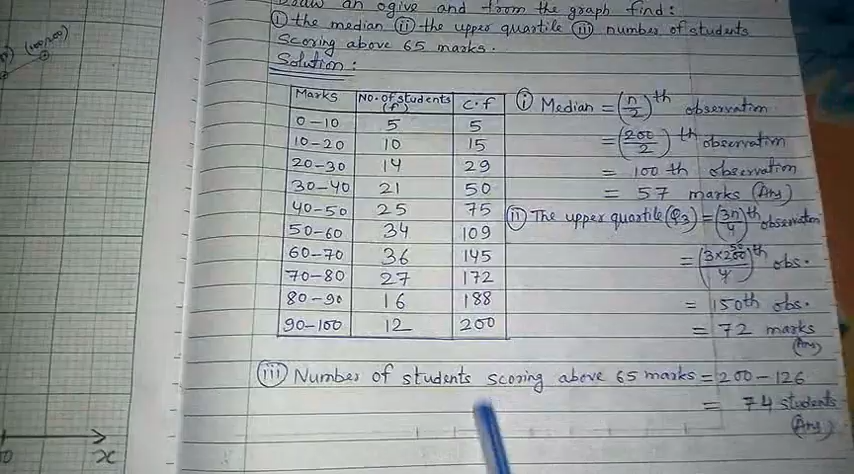 Draw an ogive and from the graph find:
(i) the median (ii) the upper quartile (iii) number of students
scoring above 65 marks.
Solution:
Marks No. of students (f) c.f
0-10 5 5
10-20 10 15
20-30 14 29
30-40 21 50
40-50 25 75
50-60 34 109
60-70 36 145
70-80 27 172
80-90 16 188
90-100 12 200
(i) Median = (n/2)th observation
= (200/2)th observation
= 100 th observation
= 57 marks (Ans)
(ii) The upper quartile (Q3) = (3n/4)th observation
= (3×200/4)th obs.
= 150th obs.
= 72 marks
(Ans)
(iii) Number of students scoring above 65 marks = 200-126
= 74 students
(Ans)
(100,200)
x